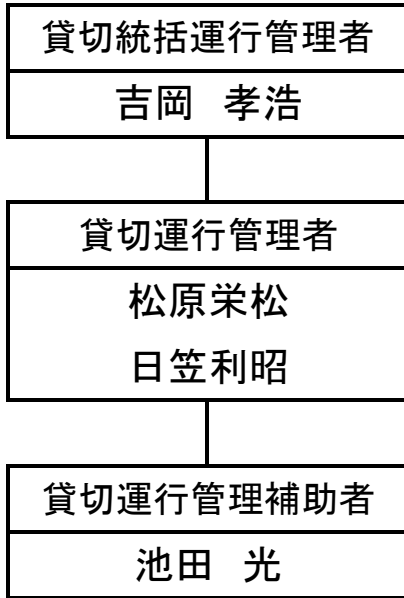 貸切統括運行管理者
吉岡　孝浩
貸切運行管理者
松原栄松
日笠利昭
貸切運行管理補助者
池田　光